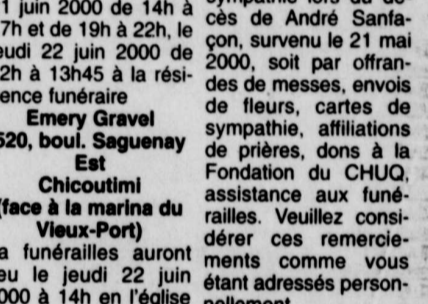 1 juin 2000 de 14h à
7h et de 19h à 22h, le
eudi 22 juin 2000 de
2h à 13h45 à la rési-
ence funéraire
Emery Gravel
520, boul. Saguenay
Est
Chicoutimi
(face à la marina du
Vieux-Port)
a funérailles auront
eu le jeudi 22 juin
000 à 14h en l'église
cès de André Sanfa-
çon, survenu le 21 mai
2000, soit par offran-
des de messes, envois
de fleurs, cartes de
sympathie, affiliations
de prières, dons à la
Fondation du CHUQ,
assistance aux funé-
railles. Veuillez consi-
dérer ces remercie-
ments comme vous
étant adressés person-
nellement